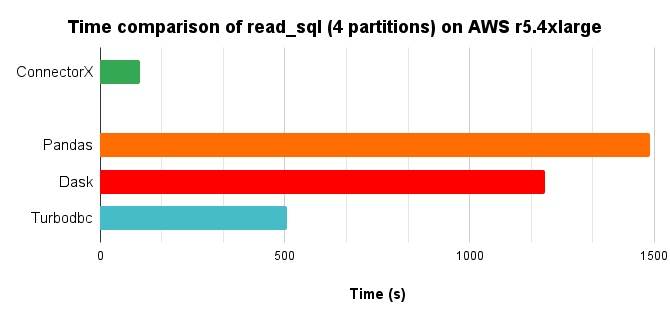 Time comparison of read_sql (4 partitions) on AWS r5.4xlarge
ConnectorX
Pandas
Dask
Turbodbc
0 500 1000 1500
Time (s)